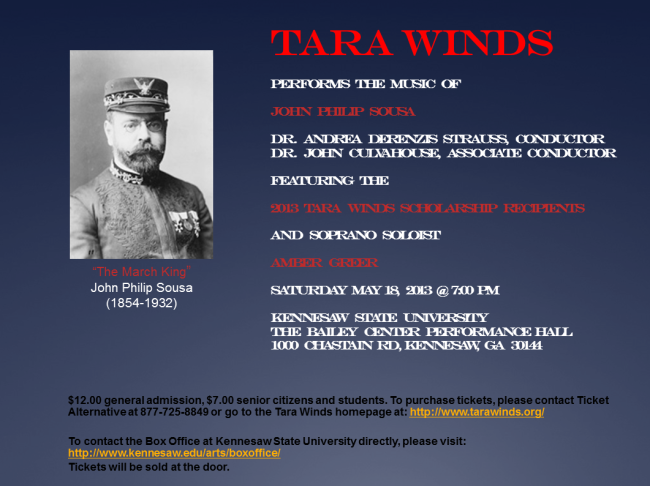 TARA WINDS
PERFORMS THE MUSIC OF
JOHN PHILIP SOUSA
DR. ANDREA DERENZIS STRAUSS, CONDUCTOR
DR. JOHN CULVAHOUSE, ASSOCIATE CONDUCTOR
FEATURING THE
2013 TARA WINDS SCHOLARSHIP RECIPIENTS
AND SOPRANO SOLOIST
AMBER GREER
SATURDAY MAY 18, 2013 @ 7:00 PM
KENNESAW STATE UNIVERSITY
THE BAILEY CENTER PERFORMANCE HALL
1000 CHASTAIN RD, KENNESAW, GA 30144
"The March King"
John Philip Sousa
(1854-1932)
$12.00 general admission, $7.00 senior citizens and students. To purchase tickets, please contact Ticket
Alternative at 877-725-8849 or go to the Tara Winds homepage at: http://www.tarawinds.org/
To contact the Box Office at Kennesaw State University directly, please visit:
http://www.kennesaw.edu/arts/boxoffice/
Tickets will be sold at the door.